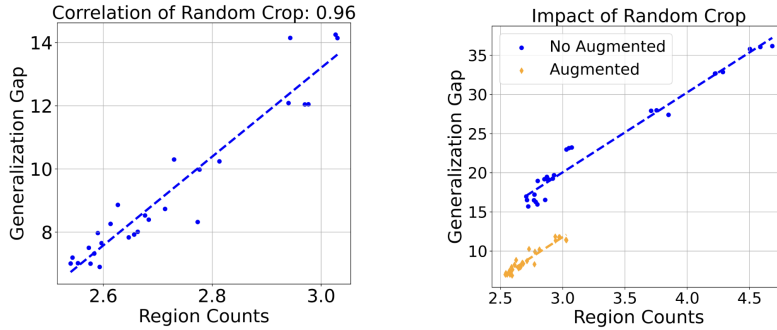 Correlation of Random Crop: 0.96
Generalization Gap
14
12
10
8
2.6
2.8
3.0
Region Counts
Impact of Random Crop
No Augmented
Augmented
Generalization Gap
35
30
25
20
15
10
2.5
3.0
3.5
4.0
4.5
Region Counts